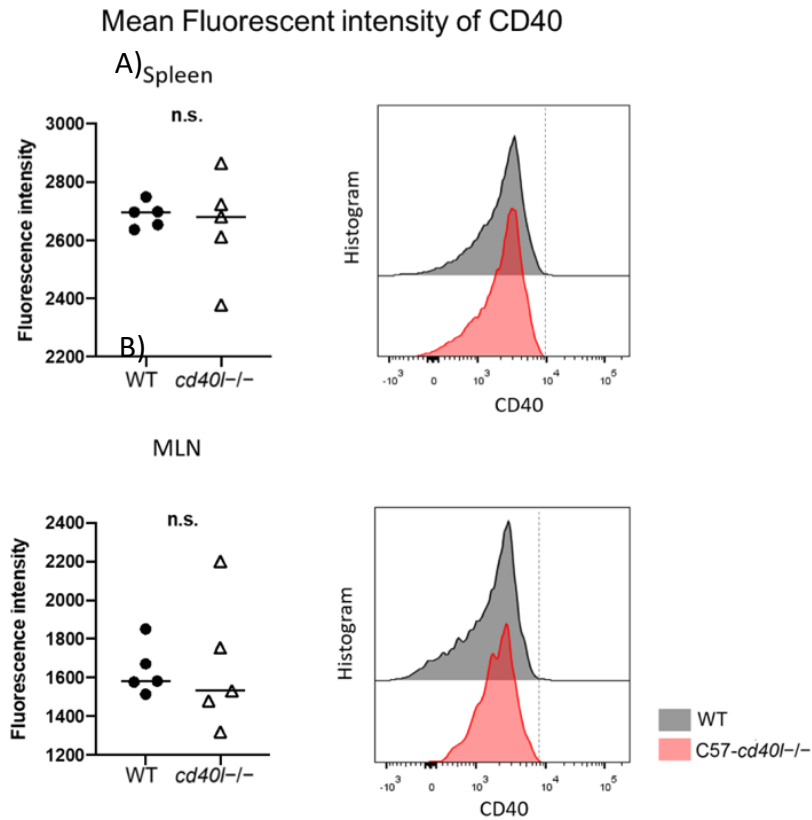 Mean Fluorescent intensity of CD40
A)
Spleen
n.s.
Fluorescence intensity
3000
2800
2600
2400
2200
WT
cd40l−/−
Histogram
-10³ 0 10³ 10⁴ 10⁵
CD40
B)
MLN
n.s.
Fluorescence intensity
2400
2200
2000
1800
1600
1400
1200
WT
cd40l−/−
Histogram
-10³ 0 10³ 10⁴ 10⁵
CD40
WT
C57-cd40l−/−